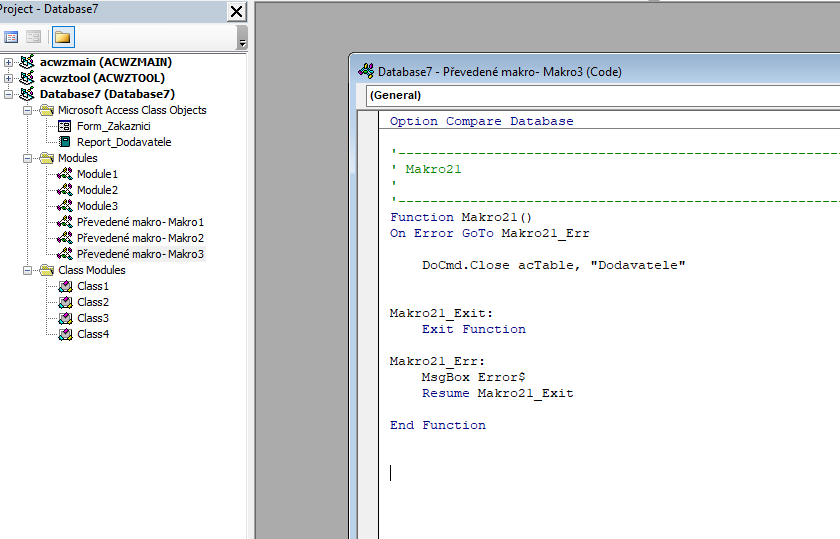 Project - Database7
acwzmain (ACWZMAIN)
acwztool (ACWZTOOL)
Database7 (Database7)
Microsoft Access Class Objects
Form_Zakaznici
Report_Dodavatele
Modules
Module1
Module2
Module3
Převedené makro- Makro1
Převedené makro- Makro2
Převedené makro- Makro3
Class Modules
Class1
Class2
Class3
Class4
Database7 - Převedené makro- Makro3 (Code)
(General)
Option Compare Database
'------------------------------------------------------------
' Makro21
'
'------------------------------------------------------------
Function Makro21()
On Error GoTo Makro21_Err
DoCmd.Close acTable, "Dodavatele"
Makro21_Exit:
Exit Function
Makro21_Err:
MsgBox Error$
Resume Makro21_Exit
End Function